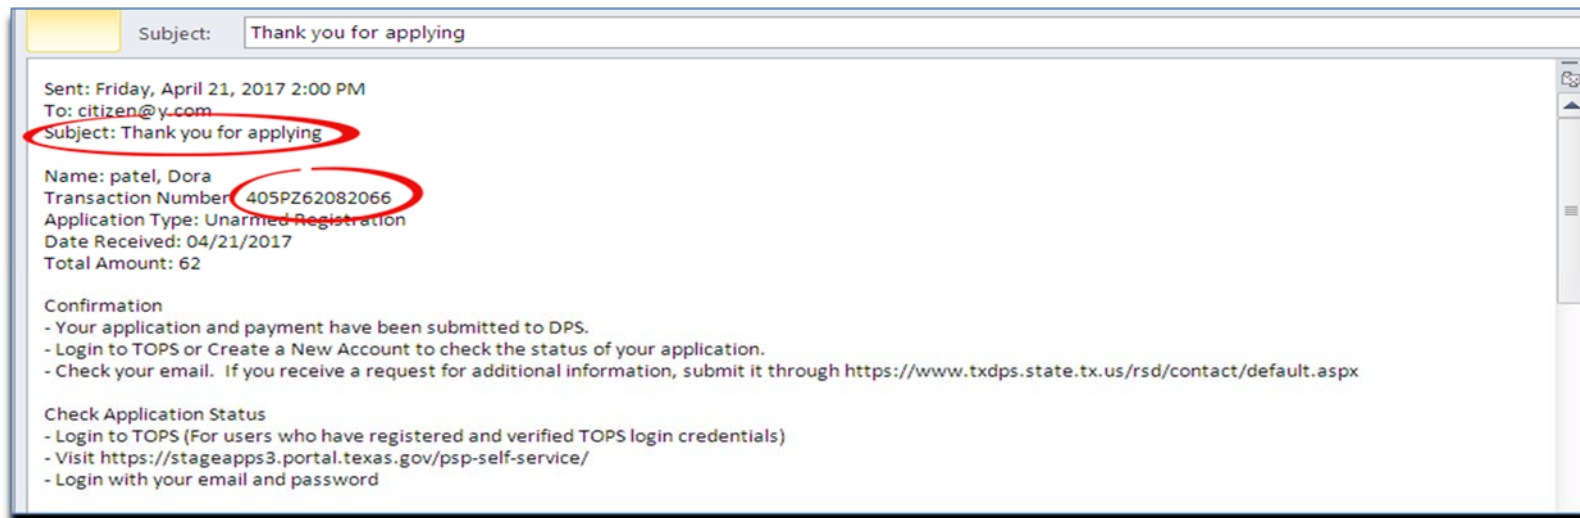 Subject: Thank you for applying
Sent: Friday, April 21, 2017 2:00 PM
To: citizen@y.com
Subject: Thank you for applying
Name: patel, Dora
Transaction Number: 405PZ62082066
Application Type: Unarmed Registration
Date Received: 04/21/2017
Total Amount: 62
Confirmation
- Your application and payment have been submitted to DPS.
- Login to TOPS or Create a New Account to check the status of your application.
- Check your email.  If you receive a request for additional information, submit it through https://www.txdps.state.tx.us/rsd/contact/default.aspx
Check Application Status
- Login to TOPS (For users who have registered and verified TOPS login credentials)
- Visit https://stageapps3.portal.texas.gov/psp-self-service/
- Login with your email and password